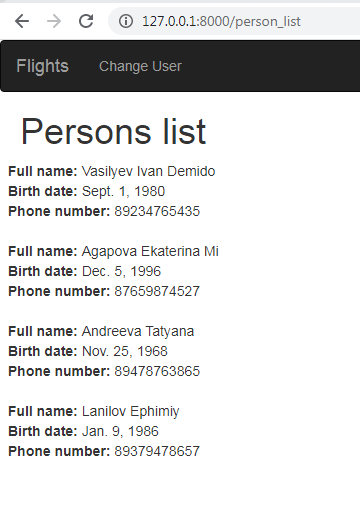 127.0.0.1:8000/person_list
Flights Change User
Persons list
Full name: Vasilyev Ivan Demido
Birth date: Sept. 1, 1980
Phone number: 89234765435
Full name: Agapova Ekaterina Mi
Birth date: Dec. 5, 1996
Phone number: 87659874527
Full name: Andreeva Tatyana
Birth date: Nov. 25, 1968
Phone number: 89478763865
Full name: Lanilov Ephimiy
Birth date: Jan. 9, 1986
Phone number: 89379478657